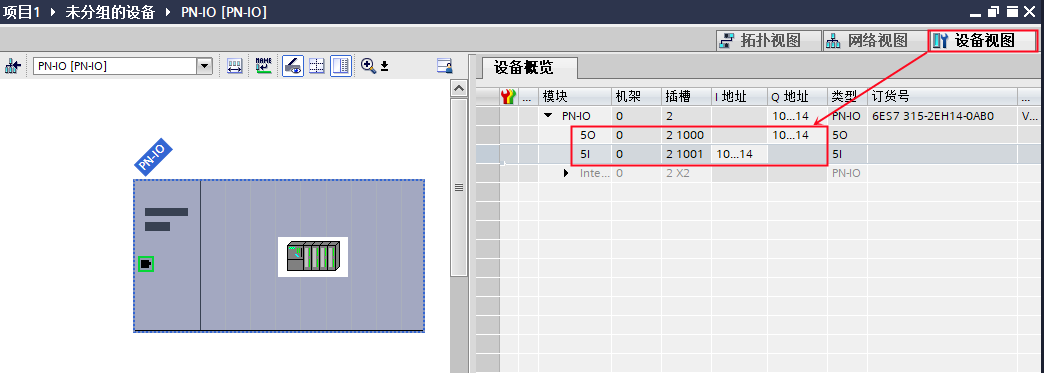 项目1 ▸ 未分组的设备 ▸ PN-IO [PN-IO]
拓扑视图 网络视图 设备视图
PN-IO [PN-IO]
设备概览
... 模块 机架 插槽 I 地址 Q 地址 类型 订货号 ...
PN-IO 0 2 10...14 PN-IO 6ES7 315-2EH14-0AB0 V...
5O 0 2 1000 10...14 5O
5I 0 2 1001 10...14 5I
Inte... 0 2 X2 PN-IO
PN-IO